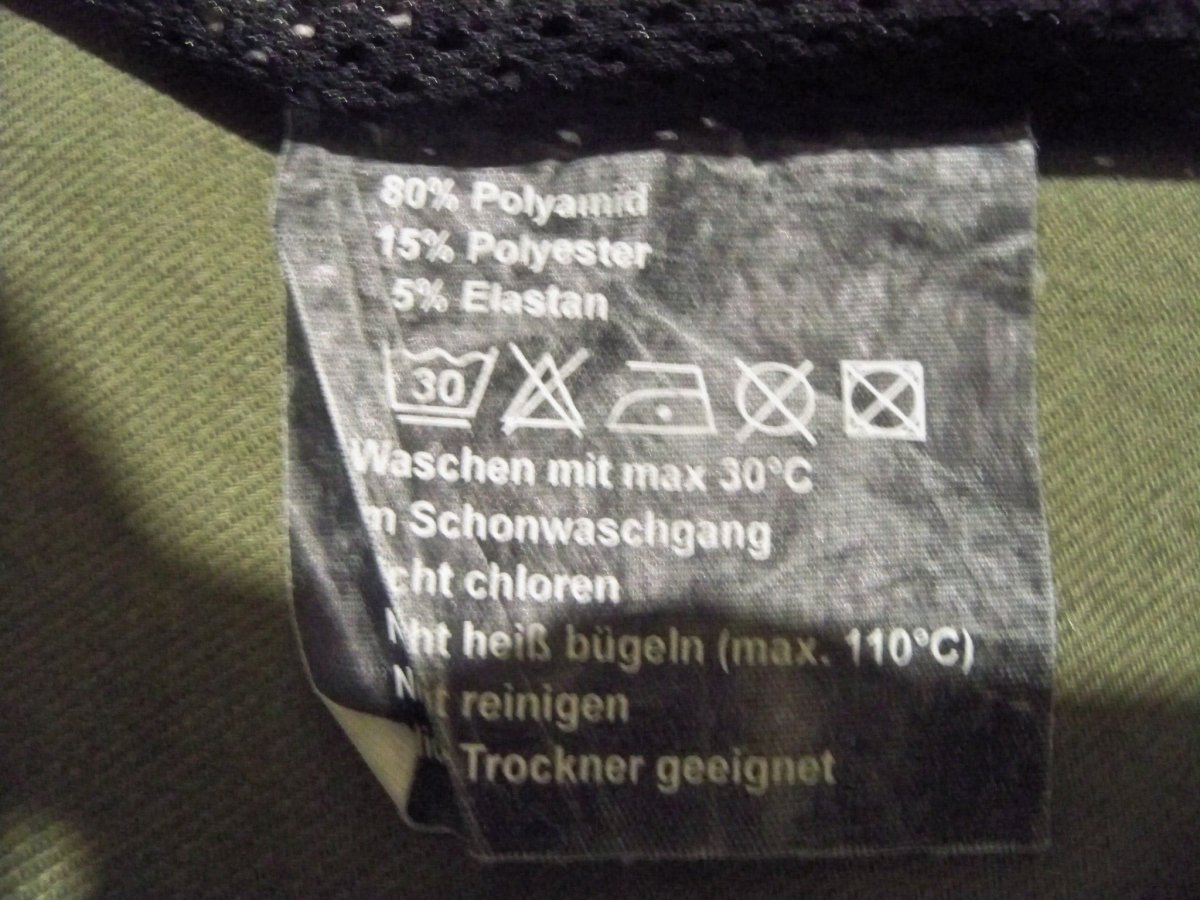 80% Polyamid
15% Polyester
5% Elastan
30
Waschen mit max 30°C
Schonwaschgang
chloren
heiß bügeln (max. 110°C)
reinigen
Trockner geeignet